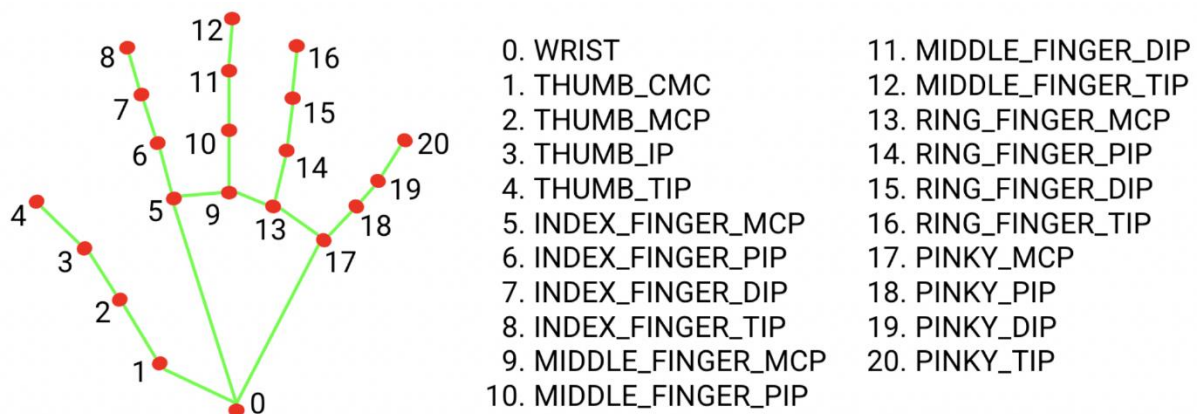 12
8
16
11
7
15
10
6
20
14
19
4
5
9
13
18
3
17
2
1
0
0. WRIST
1. THUMB_CMC
2. THUMB_MCP
3. THUMB_IP
4. THUMB_TIP
5. INDEX_FINGER_MCP
6. INDEX_FINGER_PIP
7. INDEX_FINGER_DIP
8. INDEX_FINGER_TIP
9. MIDDLE_FINGER_MCP
10. MIDDLE_FINGER_PIP
11. MIDDLE_FINGER_DIP
12. MIDDLE_FINGER_TIP
13. RING_FINGER_MCP
14. RING_FINGER_PIP
15. RING_FINGER_DIP
16. RING_FINGER_TIP
17. PINKY_MCP
18. PINKY_PIP
19. PINKY_DIP
20. PINKY_TIP